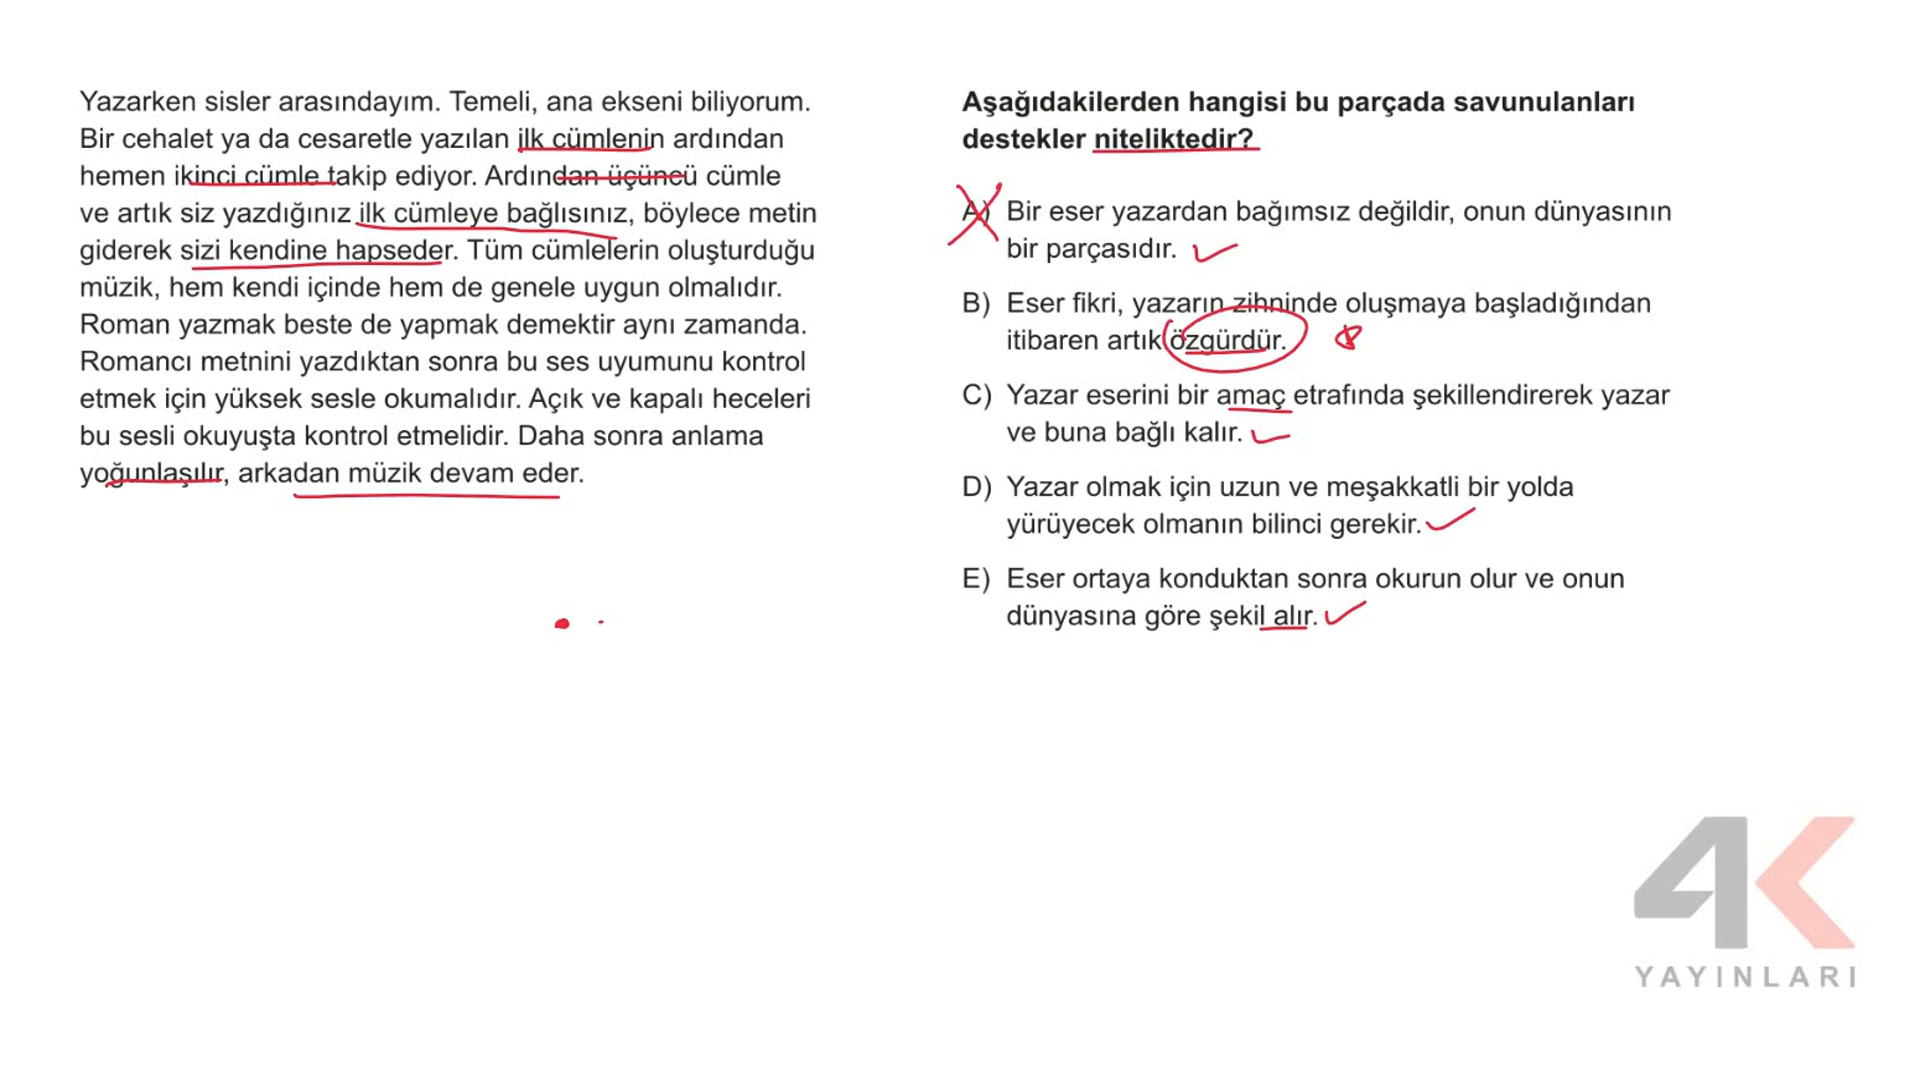 Yazarken sisler arasındayım. Temeli, ana ekseni biliyorum.
Bir cehalet ya da cesaretle yazılan ilk cümlenin ardından
hemen ikinci cümle takip ediyor. Ardından üçüncü cümle
ve artık siz yazdığınız ilk cümleye bağlısınız, böylece metin
giderek sizi kendine hapseder. Tüm cümlelerin oluşturduğu
müzik, hem kendi içinde hem de genele uygun olmalıdır.
Roman yazmak beste de yapmak demektir aynı zamanda.
Romancı metnini yazdıktan sonra bu ses uyumunu kontrol
etmek için yüksek sesle okumalıdır. Açık ve kapalı heceleri
bu sesli okuyuşta kontrol etmelidir. Daha sonra anlama
yoğunlaşılır, arkadan müzik devam eder.
Aşağıdakilerden hangisi bu parçada savunulanları
destekler niteliktedir?
A) Bir eser yazardan bağımsız değildir, onun dünyasının
bir parçasıdır.
B) Eser fikri, yazarın zihninde oluşmaya başladığından
itibaren artık özgürdür.
C) Yazar eserini bir amaç etrafında şekillendirerek yazar
ve buna bağlı kalır.
D) Yazar olmak için uzun ve meşakkatli bir yolda
yürüyecek olmanın bilinci gerekir.
E) Eser ortaya konduktan sonra okurun olur ve onun
dünyasına göre şekil alır.
4K
YAYINLARI